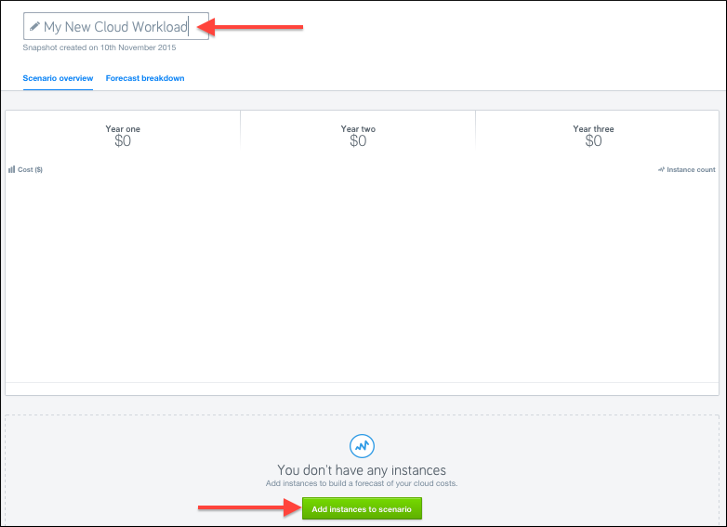 My New Cloud Workload
Snapshot created on 10th November 2015
Scenario overview Forecast breakdown
Year one Year two Year three
$0 $0 $0
Cost ($) Instance count
You don't have any instances
Add instances to build a forecast of your cloud costs.
Add instances to scenario